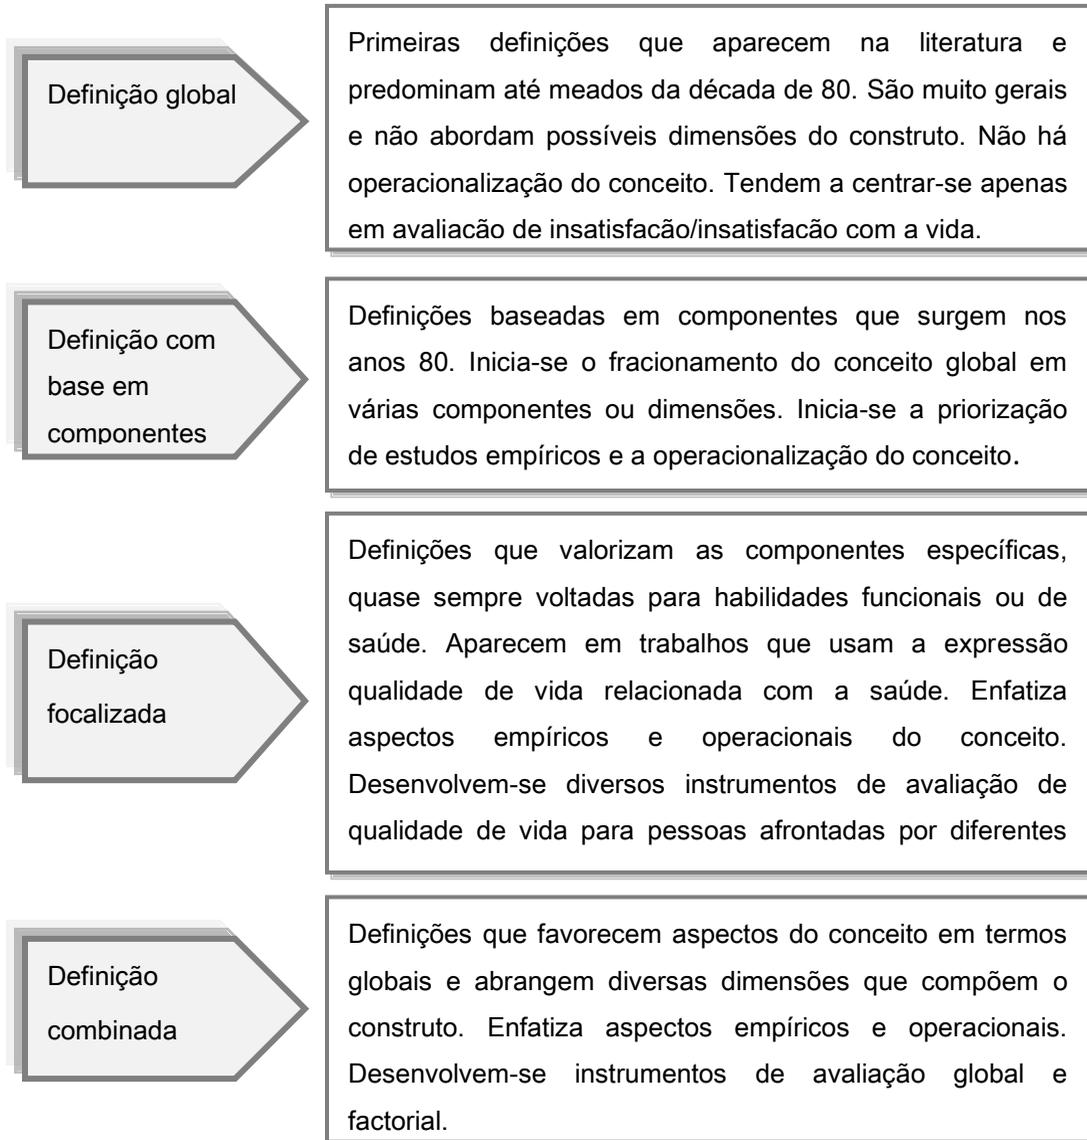 Definição global
Primeiras definições que aparecem na literatura e
predominam até meados da década de 80. São muito gerais
e não abordam possíveis dimensões do construto. Não há
operacionalização do conceito. Tendem a centrar-se apenas
em avaliacão de insatisfacão/insatisfacão com a vida.
Definição com
base em
componentes
Definições baseadas em componentes que surgem nos
anos 80. Inicia-se o fracionamento do conceito global em
várias componentes ou dimensões. Inicia-se a priorização
de estudos empíricos e a operacionalização do conceito.
Definição
focalizada
Definições que valorizam as componentes específicas,
quase sempre voltadas para habilidades funcionais ou de
saúde. Aparecem em trabalhos que usam a expressão
qualidade de vida relacionada com a saúde. Enfatiza
aspectos empíricos e operacionais do conceito.
Desenvolvem-se diversos instrumentos de avaliação de
qualidade de vida para pessoas afrontadas por diferentes
Definição
combinada
Definições que favorecem aspectos do conceito em termos
globais e abrangem diversas dimensões que compõem o
construto. Enfatiza aspectos empíricos e operacionais.
Desenvolvem-se instrumentos de avaliação global e
factorial.